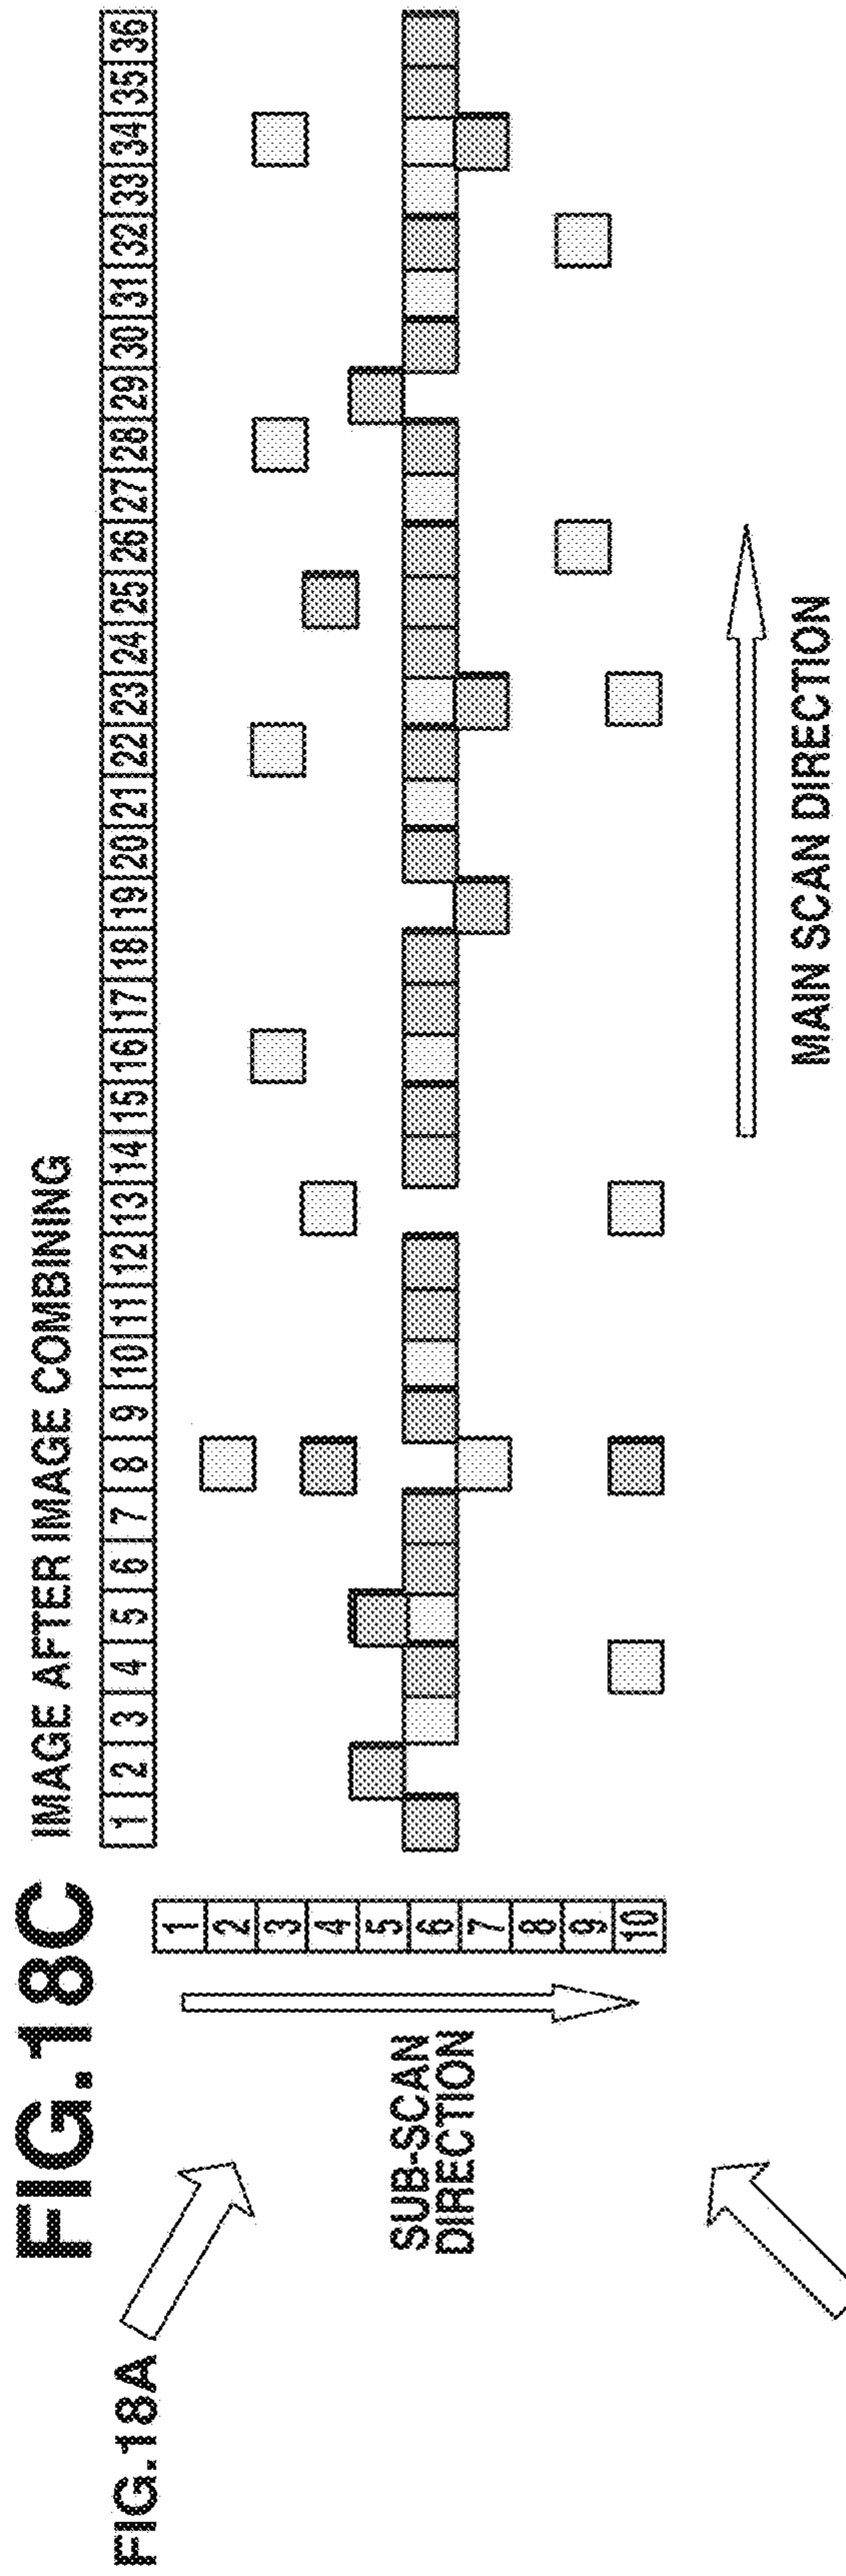 FIG.18C IMAGE AFTER IMAGE COMBINING
1 2 3 4 5 6 7 8 9 10 11 12 13 14 15 16 17 18 19 20 21 22 23 24 25 26 27 28 29 30 31 32 33 34 35 36
FIG.18A
1
2
3
4
5
6
7
8
9
10
SUB-SCAN
DIRECTION
MAIN SCAN DIRECTION